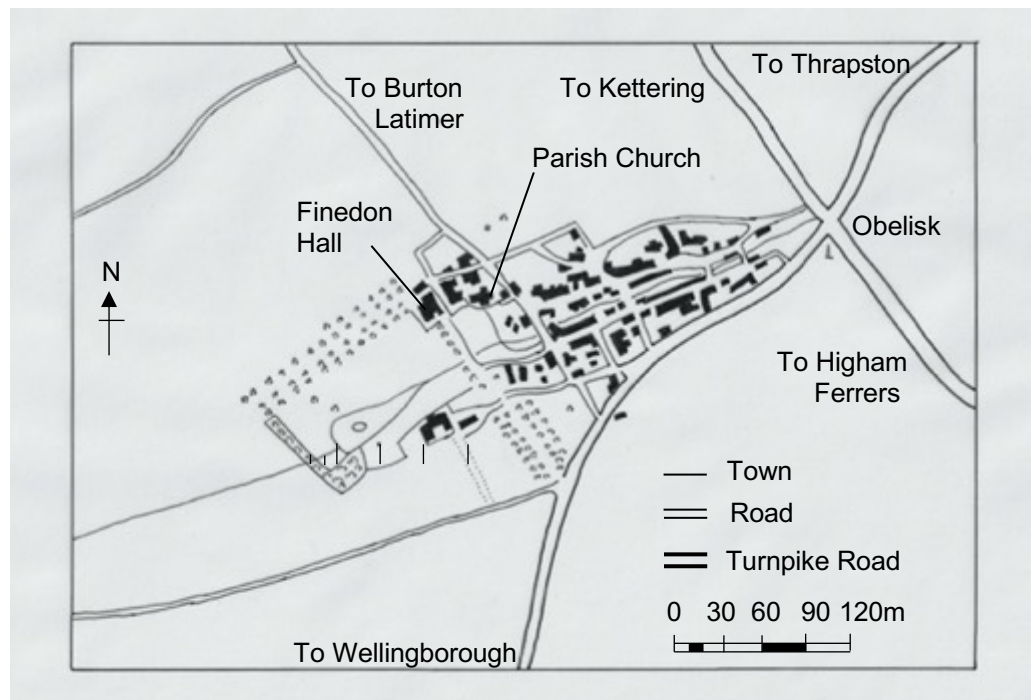 To Thrapston
To Burton
Latimer
To Kettering
Parish Church
Finedon
Hall
Obelisk
N
To Higham
Ferrers
Town
Road
Turnpike Road
0 30 60 90 120m
To Wellingborough